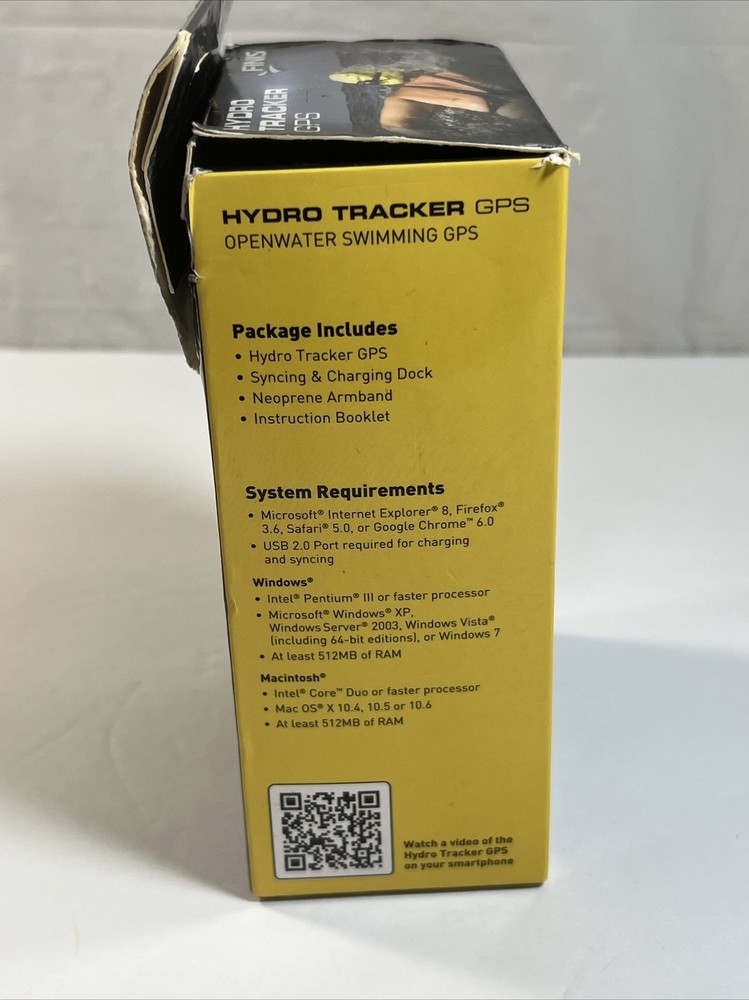 FINIS
HYDRO
TRACKER
GPS
HYDRO TRACKER GPS
OPENWATER SWIMMING GPS
Package Includes
• Hydro Tracker GPS
• Syncing & Charging Dock
• Neoprene Armband
• Instruction Booklet
System Requirements
• Microsoft® Internet Explorer® 8, Firefox®
3.6, Safari® 5.0, or Google Chrome™ 6.0
• USB 2.0 Port required for charging
and syncing
Windows®
• Intel® Pentium® III or faster processor
• Microsoft® Windows® XP,
Windows Server® 2003, Windows Vista®
(including 64-bit editions), or Windows 7
• At least 512MB of RAM
Macintosh®
• Intel® Core™ Duo or faster processor
• Mac OS® X 10.4, 10.5 or 10.6
• At least 512MB of RAM
Watch a video of the
Hydro Tracker GPS
on your smartphone